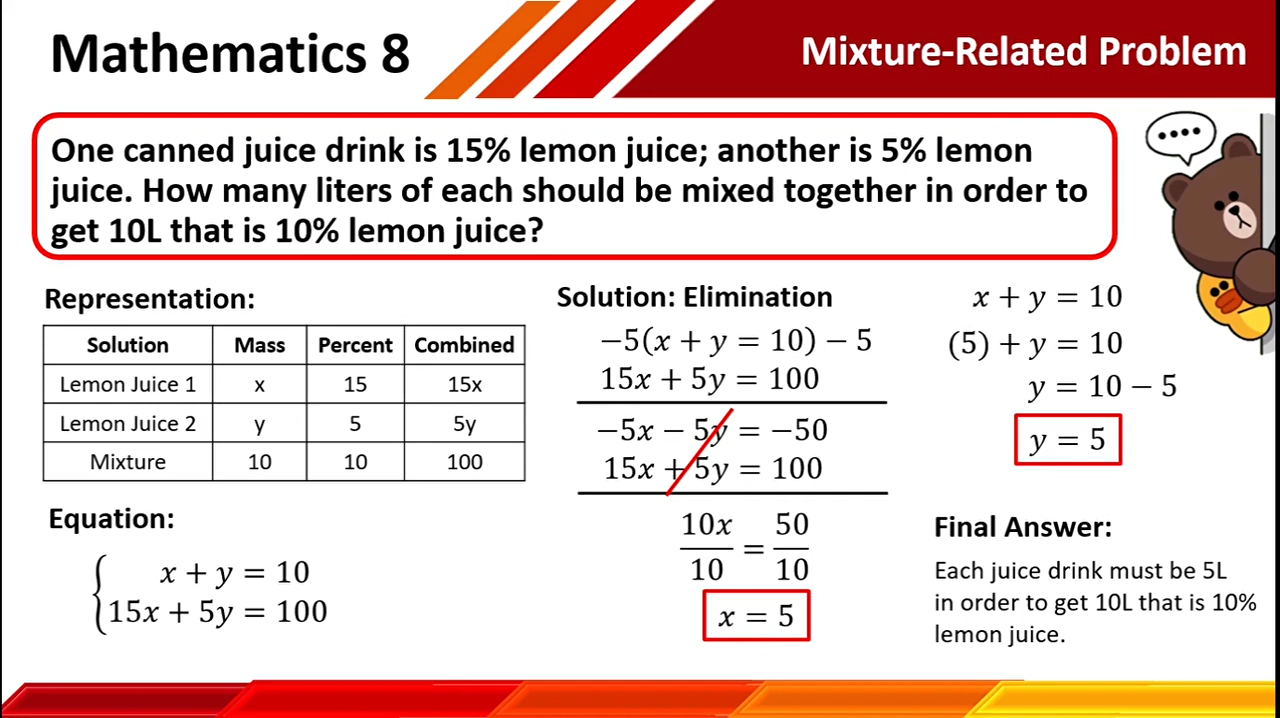 Mathematics 8
Mixture-Related Problem
One canned juice drink is 15% lemon juice; another is 5% lemon
juice. How many liters of each should be mixed together in order to
get 10L that is 10% lemon juice?
Representation:
Solution Mass Percent Combined
Lemon Juice 1 x 15 15x
Lemon Juice 2 y 5 5y
Mixture 10 10 100
Equation:
x + y = 10
15x + 5y = 100
Solution: Elimination
−5(x + y = 10) − 5
15x + 5y = 100
−5x − 5y = −50
15x + 5y = 100
10x/10 = 50/10
x = 5
x + y = 10
(5) + y = 10
y = 10 − 5
y = 5
Final Answer:
Each juice drink must be 5L
in order to get 10L that is 10%
lemon juice.